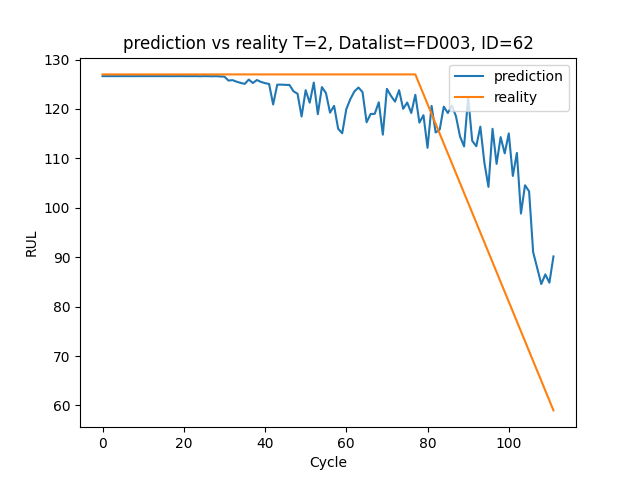 prediction vs reality T=2, Datalist=FD003, ID=62
130
120
110
100
90
80
70
60
RUL
0 20 40 60 80 100
Cycle
prediction
reality